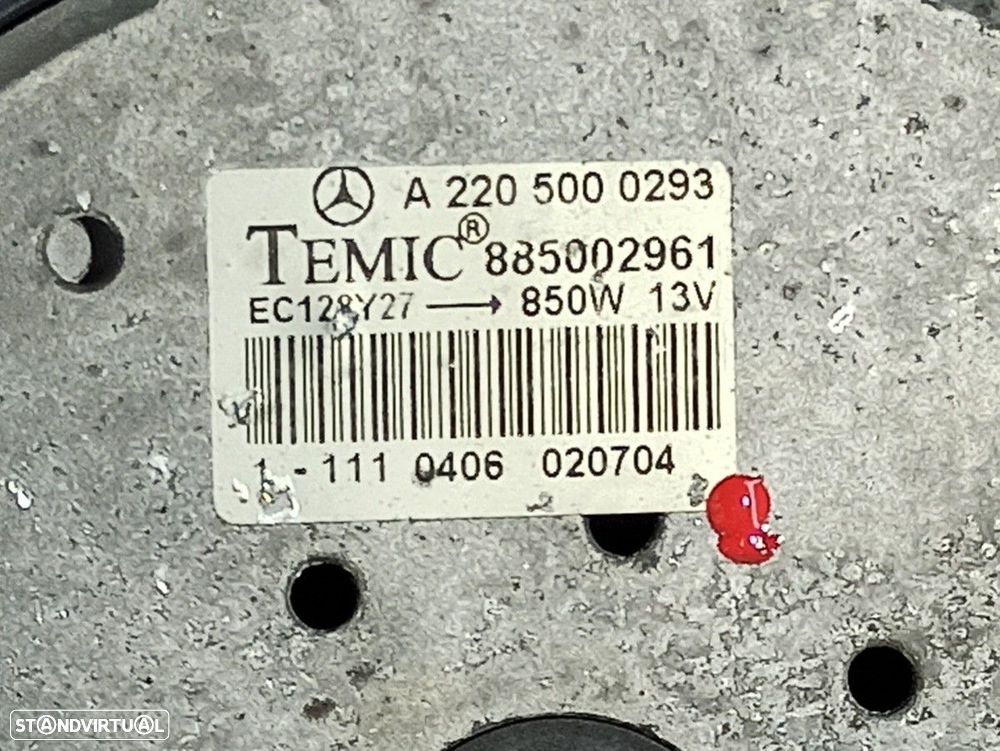 A 220 500 0293
TEMIC® 885002961
EC128Y27 → 850W 13V
1 - 111 0406 020704
STANDVIRTUAL